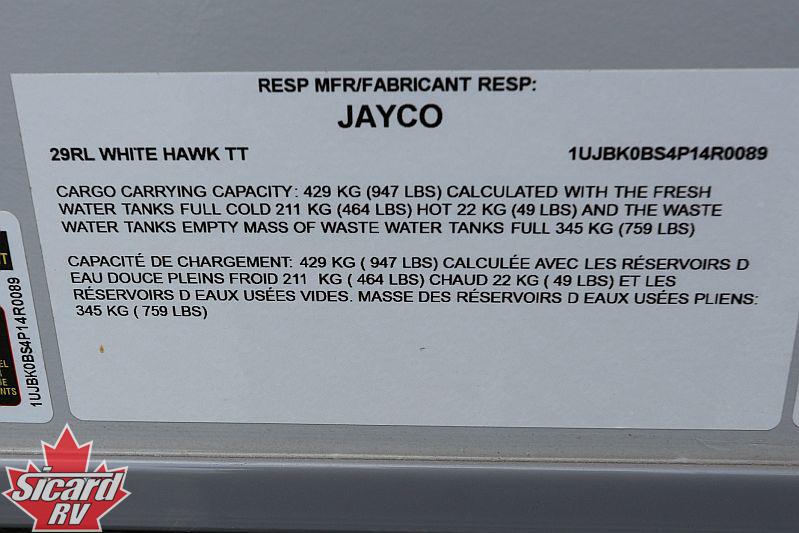 RESP MFR/FABRICANT RESP:
JAYCO
29RL WHITE HAWK TT 1UJBK0BS4P14R0089
CARGO CARRYING CAPACITY: 429 KG (947 LBS) CALCULATED WITH THE FRESH
WATER TANKS FULL COLD 211 KG (464 LBS) HOT 22 KG (49 LBS) AND THE WASTE
WATER TANKS EMPTY MASS OF WASTE WATER TANKS FULL 345 KG (759 LBS)
CAPACITÉ DE CHARGEMENT: 429 KG ( 947 LBS) CALCULÉE AVEC LES RÉSERVOIRS D
EAU DOUCE PLEINS FROID 211 KG ( 464 LBS) CHAUD 22 KG ( 49 LBS) ET LES
RÉSERVOIRS D EAUX USÉES VIDES. MASSE DES RÉSERVOIRS D EAUX USÉES PLIENS:
345 KG ( 759 LBS)
1UJBK0BS4P14R0089
Sicard
RV